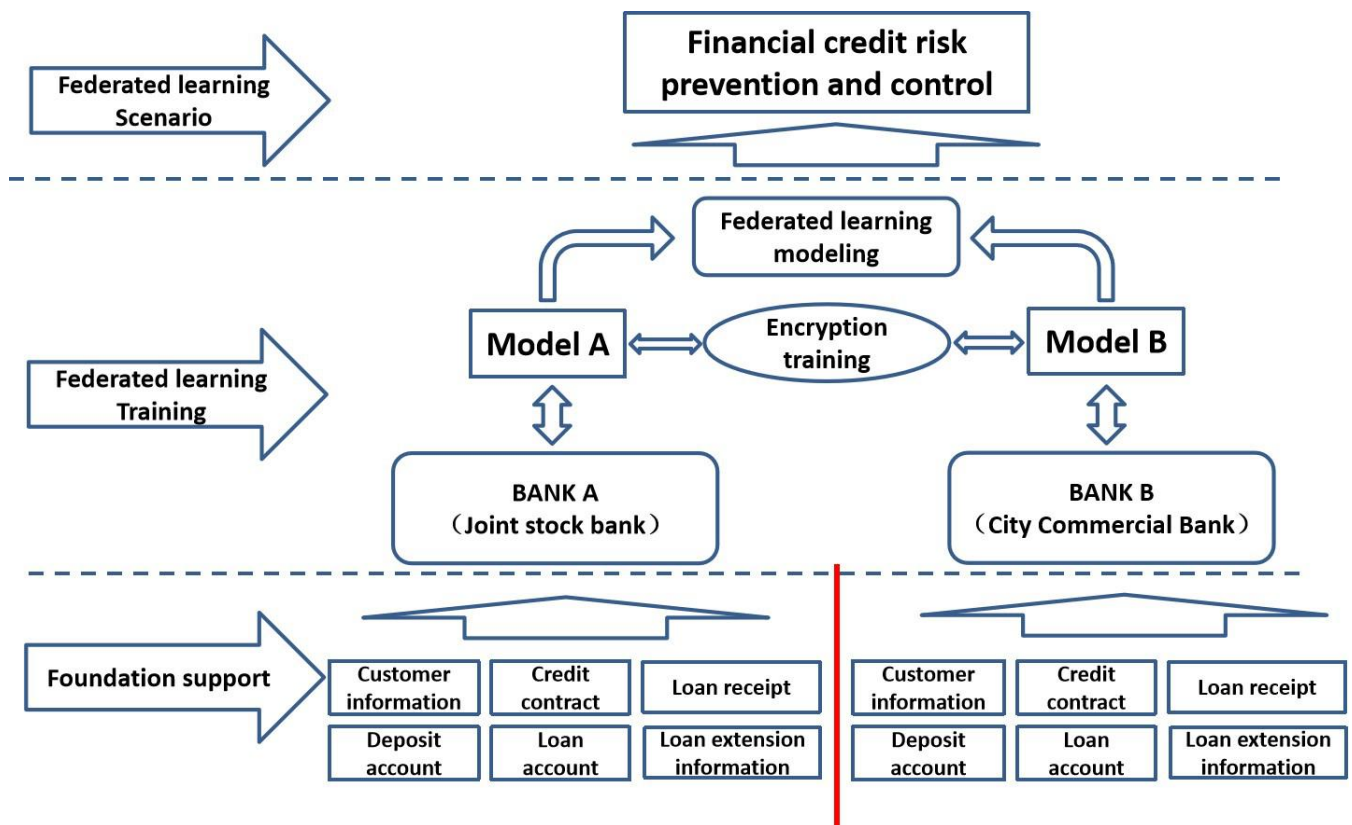 Federated learning
Scenario
Financial credit risk
prevention and control
Federated learning
Training
Federated learning
modeling
Model A
Encryption
training
Model B
BANK A
（Joint stock bank）
BANK B
（City Commercial Bank）
Foundation support
Customer
information
Credit
contract
Loan receipt
Deposit
account
Loan
account
Loan extension
information
Customer
information
Credit
contract
Loan receipt
Deposit
account
Loan
account
Loan extension
information